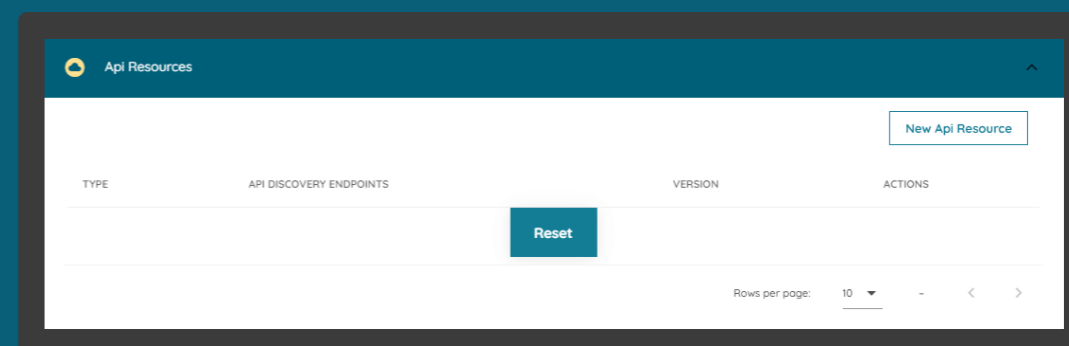 Api Resources
New Api Resource
TYPE API DISCOVERY ENDPOINTS VERSION ACTIONS
Reset
Rows per page: 10 -